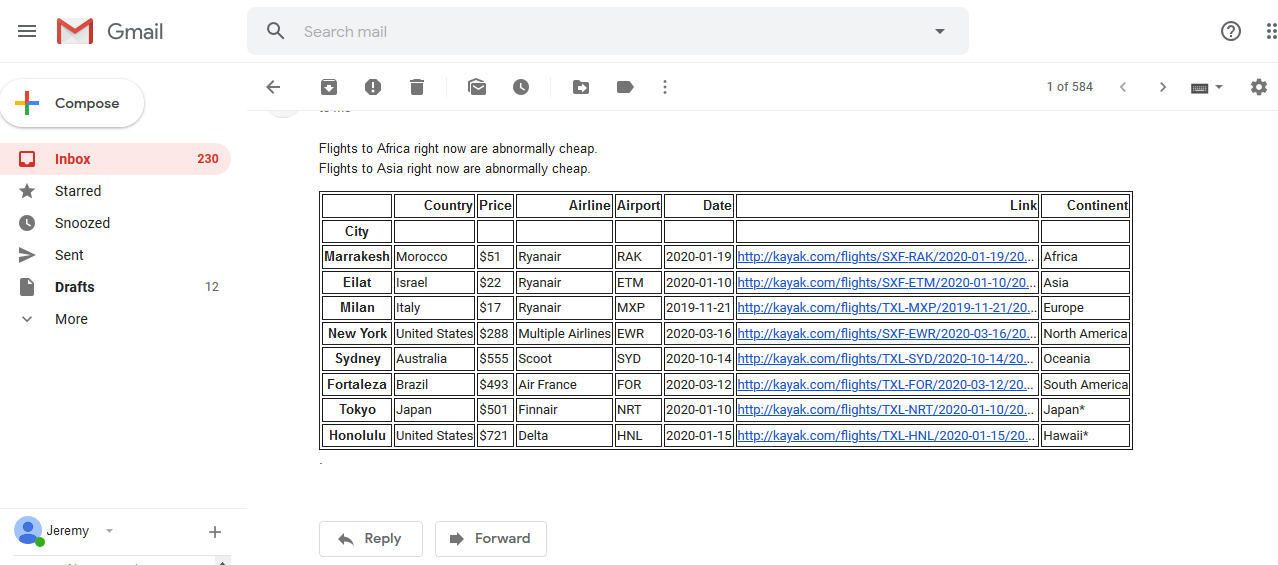 Gmail
Search mail
Compose
1 of 584
Inbox 230
Starred
Snoozed
Sent
Drafts 12
More
to me
Flights to Africa right now are abnormally cheap.
Flights to Asia right now are abnormally cheap.
Country Price Airline Airport Date Link Continent
City
Marrakesh Morocco $51 Ryanair RAK 2020-01-19 http://kayak.com/flights/SXF-RAK/2020-01-19/20... Africa
Eilat Israel $22 Ryanair ETM 2020-01-10 http://kayak.com/flights/SXF-ETM/2020-01-10/20... Asia
Milan Italy $17 Ryanair MXP 2019-11-21 http://kayak.com/flights/TXL-MXP/2019-11-21/20... Europe
New York United States $288 Multiple Airlines EWR 2020-03-16 http://kayak.com/flights/SXF-EWR/2020-03-16/20... North America
Sydney Australia $555 Scoot SYD 2020-10-14 http://kayak.com/flights/TXL-SYD/2020-10-14/20... Oceania
Fortaleza Brazil $493 Air France FOR 2020-03-12 http://kayak.com/flights/TXL-FOR/2020-03-12/20... South America
Tokyo Japan $501 Finnair NRT 2020-01-10 http://kayak.com/flights/TXL-NRT/2020-01-10/20... Japan*
Honolulu United States $721 Delta HNL 2020-01-15 http://kayak.com/flights/TXL-HNL/2020-01-15/20... Hawaii*
.
Jeremy
Reply Forward